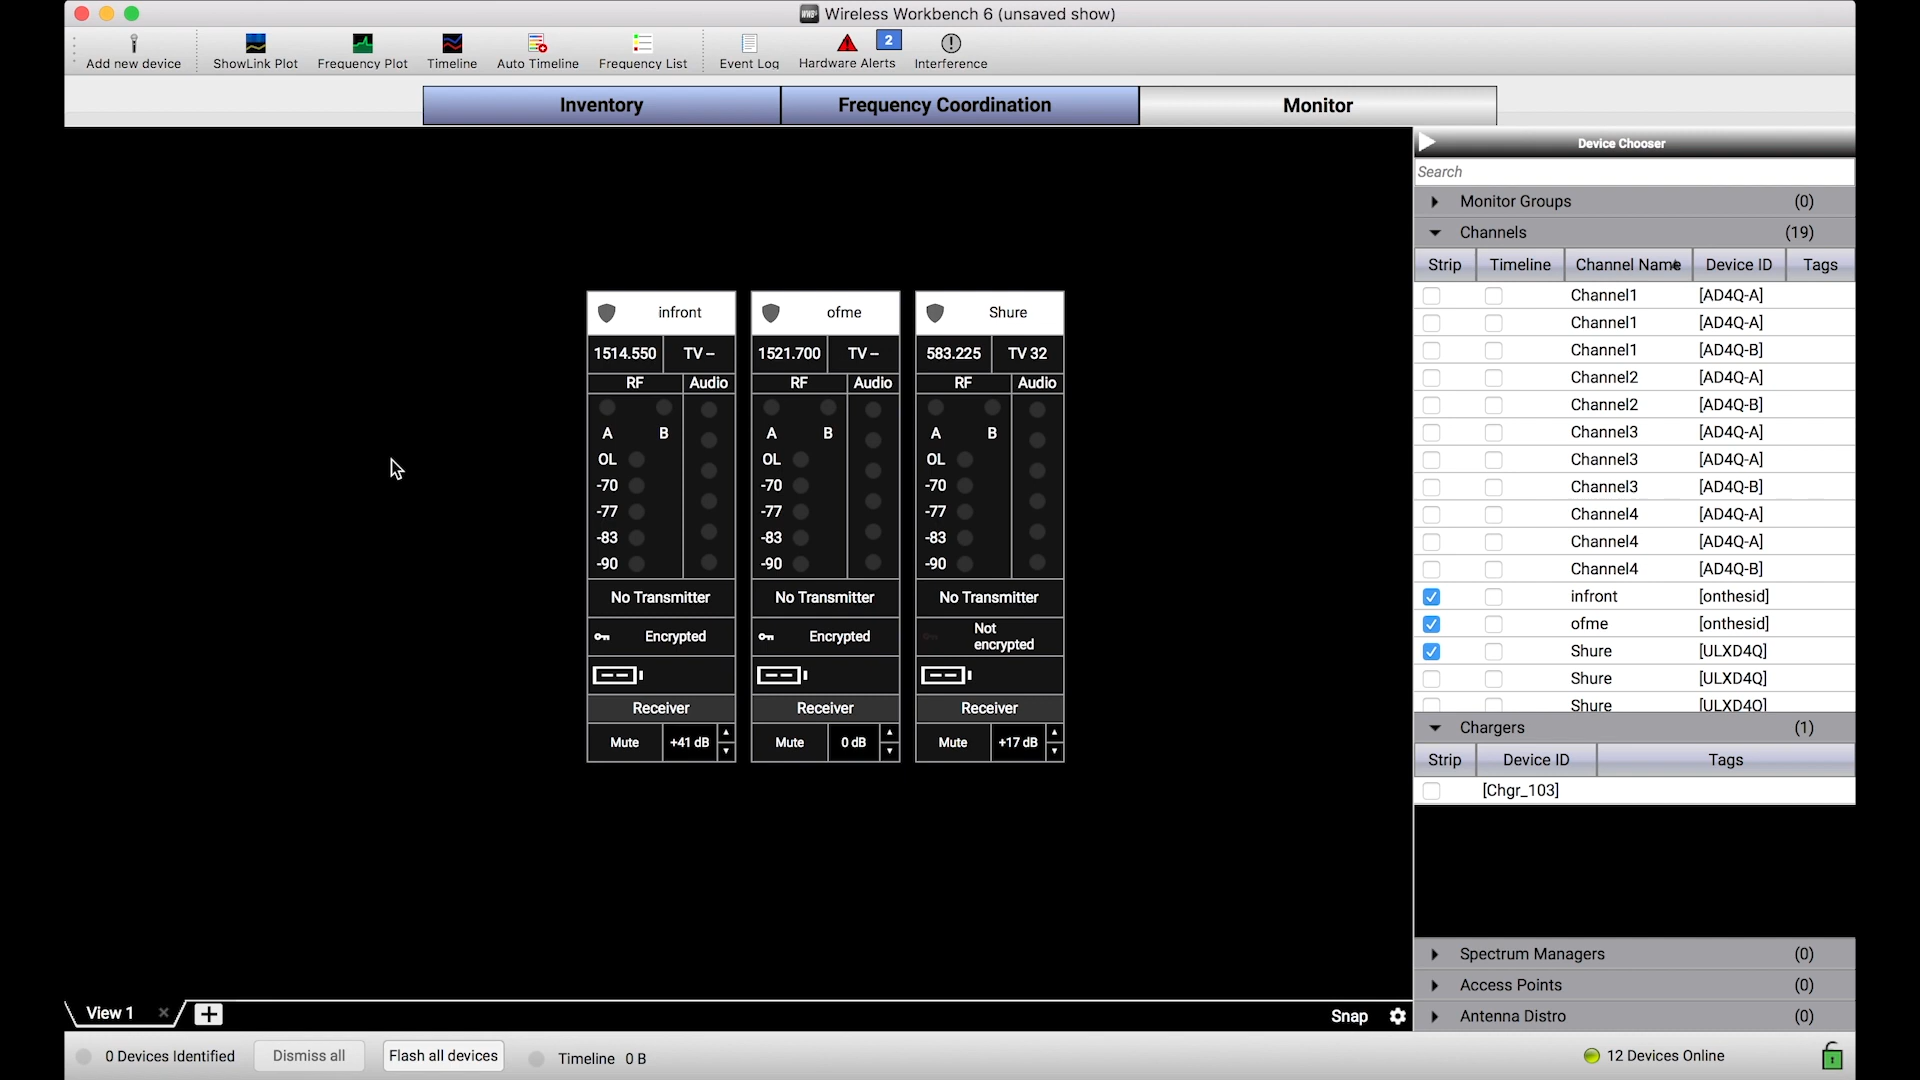 Wireless Workbench 6 (unsaved show)
Add new device
ShowLink Plot
Frequency Plot
Timeline
Auto Timeline
Frequency List
Event Log
2
Hardware Alerts
Interference
Inventory
Frequency Coordination
Monitor
infront
1514.550 TV –
RF Audio
A B
OL
-70
-77
-83
-90
No Transmitter
Encrypted
Receiver
Mute +41 dB
ofme
1521.700 TV –
RF Audio
A B
OL
-70
-77
-83
-90
No Transmitter
Encrypted
Receiver
Mute 0 dB
Shure
583.225 TV 32
RF Audio
A B
OL
-70
-77
-83
-90
No Transmitter
Not
encrypted
Receiver
Mute +17 dB
Device Chooser
Search
Monitor Groups (0)
Channels (19)
Strip Timeline Channel Name Device ID Tags
Channel1 [AD4Q-A]
Channel1 [AD4Q-A]
Channel1 [AD4Q-B]
Channel2 [AD4Q-A]
Channel2 [AD4Q-B]
Channel3 [AD4Q-A]
Channel3 [AD4Q-A]
Channel3 [AD4Q-B]
Channel4 [AD4Q-A]
Channel4 [AD4Q-A]
Channel4 [AD4Q-B]
infront [onthesid]
ofme [onthesid]
Shure [ULXD4Q]
Shure [ULXD4Q]
Shure [ULXD4Q]
Chargers (1)
Strip Device ID Tags
[Chgr_103]
Spectrum Managers (0)
Access Points (0)
Antenna Distro (0)
View 1
Snap
0 Devices Identified
Dismiss all
Flash all devices
Timeline 0 B
12 Devices Online